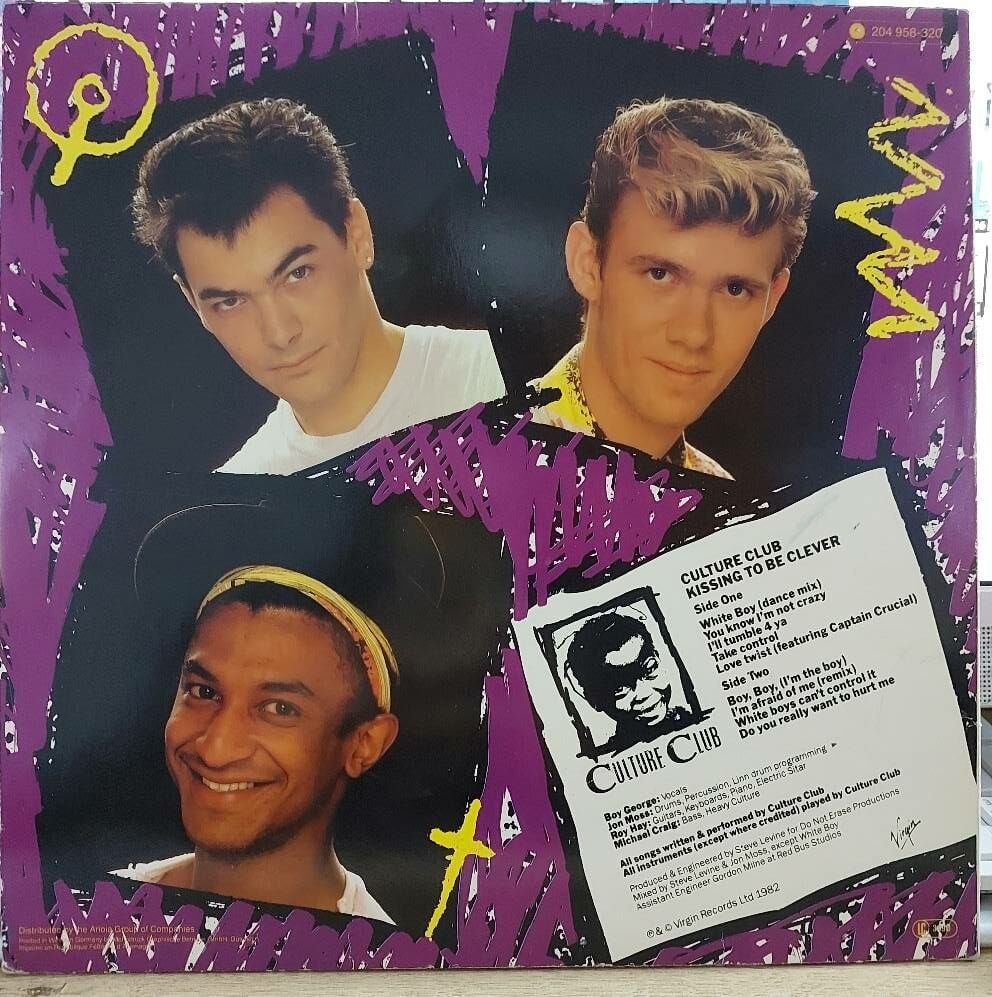 204 958-320
CULTURE CLUB
KISSING TO BE CLEVER
Side One
White Boy (dance mix)
You know I'm not crazy
I'll tumble 4 ya
Take control
Love twist (featuring Captain Crucial)
Side Two
Boy, Boy, (I'm the boy)
I'm afraid of me (remix)
White boys can't control it
Do you really want to hurt me
CULTURE CLUB
Boy George: Vocals
Jon Moss: Drums, Percussion, Linn drum programming
Roy Hay: Guitars, Keyboards, Piano, Electric Sitar
Michael Craig: Bass, Heavy Culture
All songs written & performed by Culture Club
All instruments (except where credited) played by Culture Club
Produced & Engineered by Steve Levine for Do Not Erase Productions
Mixed by Steve Levine & Jon Moss, except White Boy
Assistant Engineer Gordon Milne at Red Bus Studios
Virgin
℗ & © Virgin Records Ltd 1982
Distributed by the Ariola Group of Companies
Printed in West Germany by